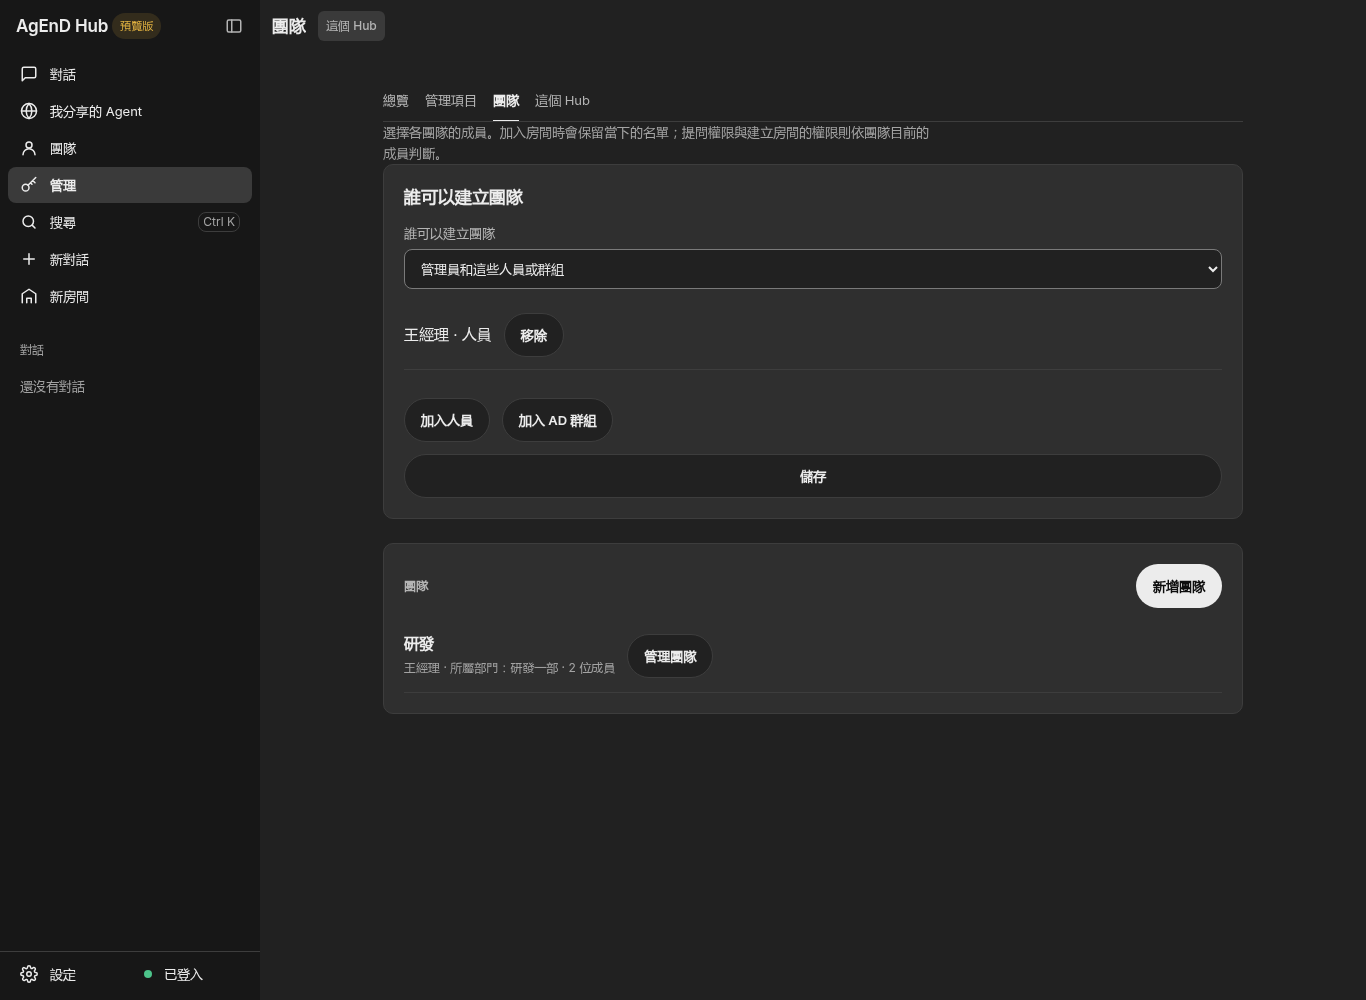 AgEnD Hub 預覽版
對話
我分享的 Agent
團隊
管理
搜尋 Ctrl K
新對話
新房間
對話
還沒有對話
設定 已登入
團隊 這個 Hub
總覽 管理項目 團隊 這個 Hub
選擇各團隊的成員。加入房間時會保留當下的名單；提問權限與建立房間的權限則依團隊目前的
成員判斷。
誰可以建立團隊
誰可以建立團隊
管理員和這些人員或群組
王經理 · 人員 移除
加入人員 加入 AD 群組
儲存
團隊 新增團隊
研發
王經理 · 所屬部門：研發一部 · 2 位成員 管理團隊